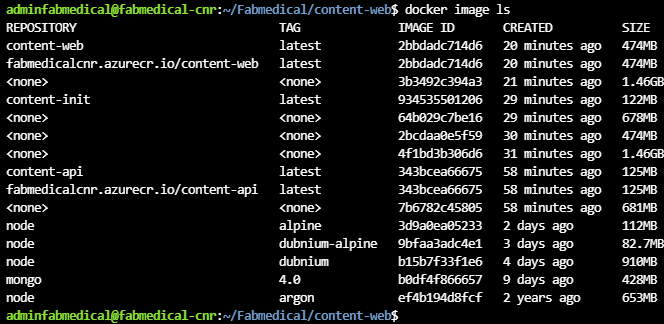 adminfabmedical@fabmedical-cnr:~/Fabmedical/content-web$ docker image ls
REPOSITORY TAG IMAGE ID CREATED SIZE
content-web latest 2bbdadc714d6 20 minutes ago 474MB
fabmedicalcnr.azurecr.io/content-web latest 2bbdadc714d6 20 minutes ago 474MB
<none> <none> 3b3492c394a3 21 minutes ago 1.46GB
content-init latest 934535501206 29 minutes ago 122MB
<none> <none> 64b029c7be16 29 minutes ago 678MB
<none> <none> 2bcdaa0e5f59 30 minutes ago 474MB
<none> <none> 4f1bd3b306d6 31 minutes ago 1.46GB
content-api latest 343bcea66675 58 minutes ago 125MB
fabmedicalcnr.azurecr.io/content-api latest 343bcea66675 58 minutes ago 125MB
<none> <none> 7b6782c45805 58 minutes ago 681MB
node alpine 3d9a0ea05233 2 days ago 112MB
node dubnium-alpine 9bfaa3adc4e1 3 days ago 82.7MB
node dubnium b15b7f33f1e6 4 days ago 910MB
mongo 4.0 b0df4f866657 9 days ago 428MB
node argon ef4b194d8fcf 2 years ago 653MB
adminfabmedical@fabmedical-cnr:~/Fabmedical/content-web$